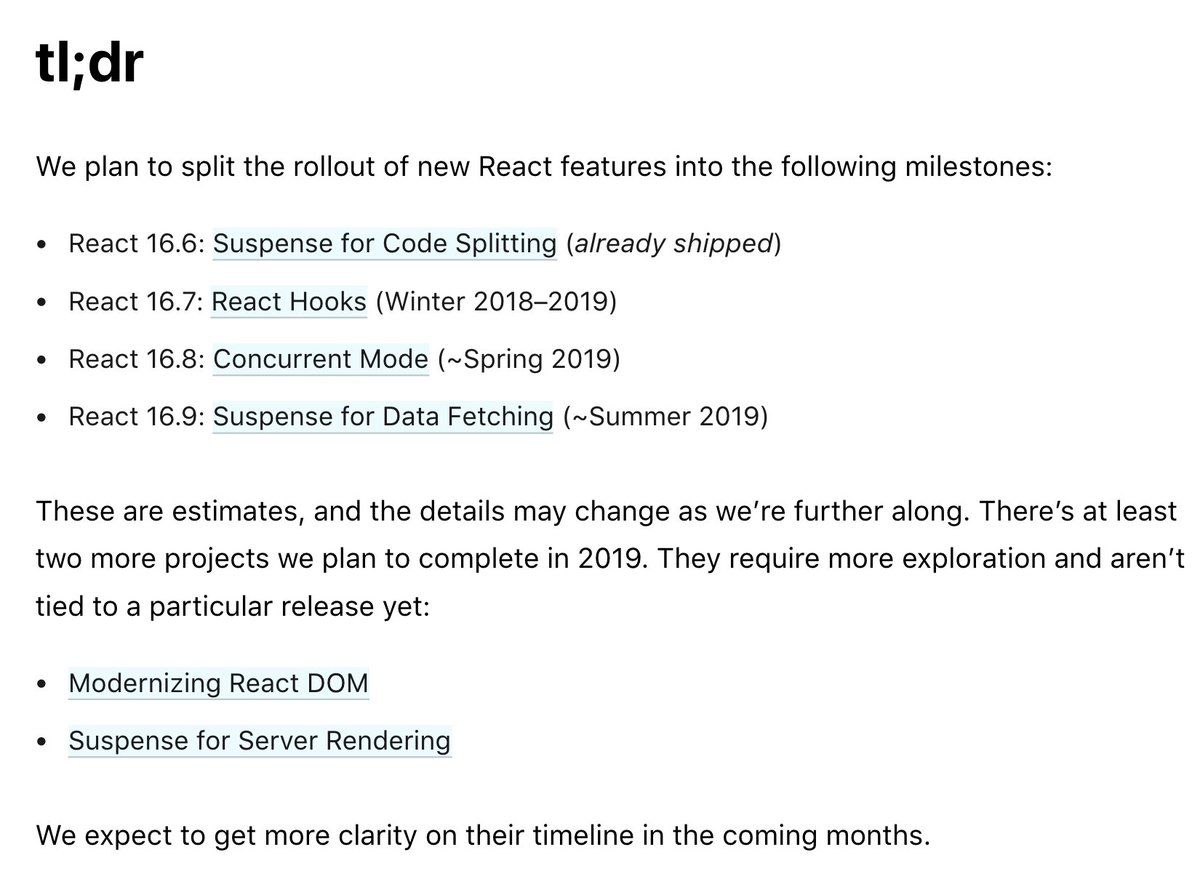 tl;dr
We plan to split the rollout of new React features into the following milestones:
• React 16.6: Suspense for Code Splitting (already shipped)
• React 16.7: React Hooks (Winter 2018–2019)
• React 16.8: Concurrent Mode (~Spring 2019)
• React 16.9: Suspense for Data Fetching (~Summer 2019)
These are estimates, and the details may change as we’re further along. There’s at least
two more projects we plan to complete in 2019. They require more exploration and aren’t
tied to a particular release yet:
• Modernizing React DOM
• Suspense for Server Rendering
We expect to get more clarity on their timeline in the coming months.